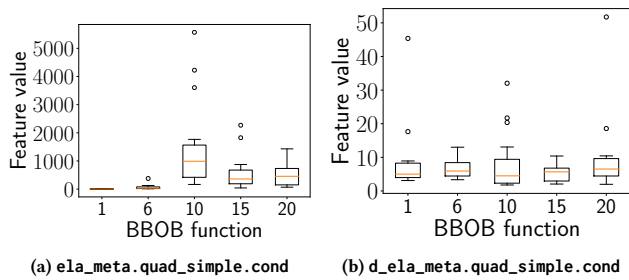 Feature value
5000
4000
3000
2000
1000
0
1 6 10 15 20
BBOB function
(a) ela_meta.quad_simple.cond
Feature value
50
40
30
20
10
0
1 6 10 15 20
BBOB function
(b) d_ela_meta.quad_simple.cond